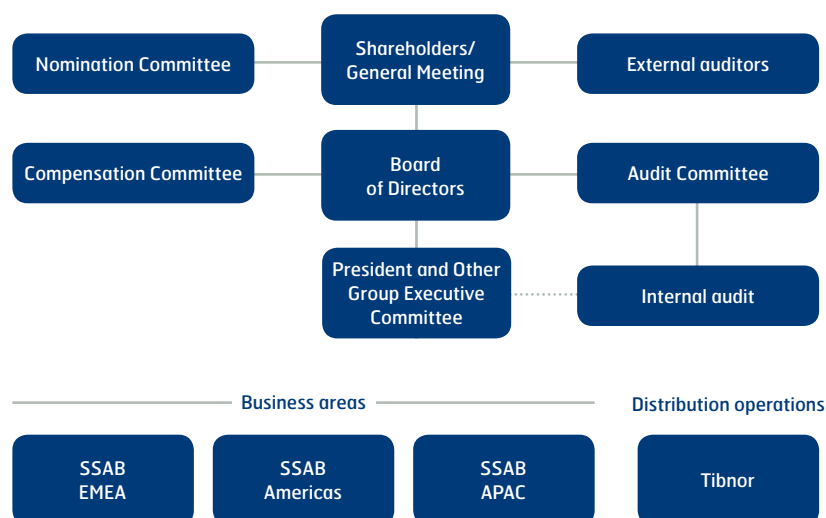 Nomination Committee
Shareholders/
General Meeting
External auditors
Compensation Committee
Board
of Directors
Audit Committee
President and Other
Group Executive
Committee
Internal audit
Business areas
Distribution operations
SSAB
EMEA
SSAB
Americas
SSAB
APAC
Tibnor